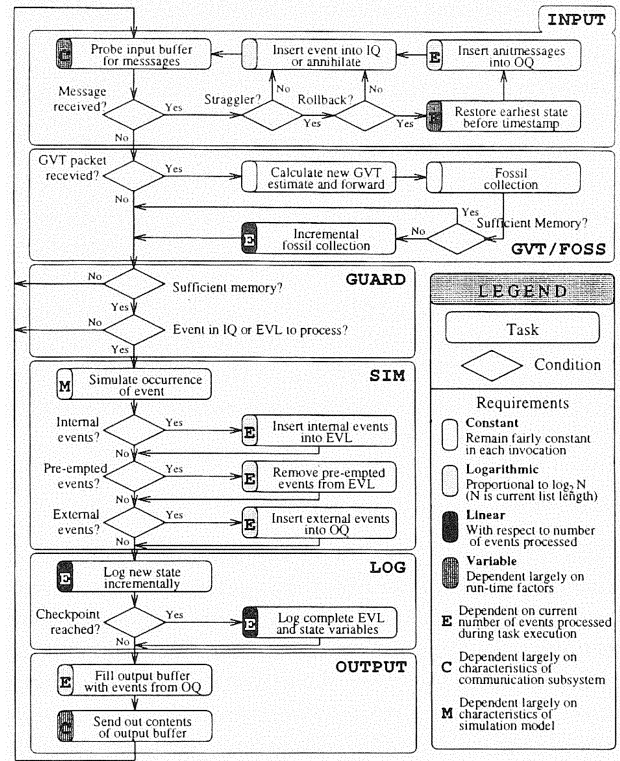 INPUT
C
Probe input buffer
for messsages
Insert event into IQ
or annihilate
E
Insert anitmessages
into OQ
No
No
Message
received?
Yes
Straggler?
Yes
Rollback?
Yes
E
Restore earliest state
before timestamp
No
GVT packet
recevied?
Yes
Calculate new GVT
estimate and forward
Fossil
collection
No
Yes
Sufficient Memory?
E
Incremental
fossil collection
No
GVT/FOSS
GUARD
No
Sufficient memory?
Yes
No
Event in IQ or EVL to process?
Yes
SIM
M
Simulate occurrence
of event
Internal
events?
Yes
E
Insert internal events
into EVL
No
Pre-empted
events?
Yes
E
Remove pre-empted
events from EVL
No
External
events?
Yes
E
Insert external events
into OQ
No
LOG
E
Log new state
incrementally
Checkpoint
reached?
Yes
E
Log complete EVL
and state variables
No
OUTPUT
E
Fill output buffer
with events from OQ
C
Send out contents
of output buffer
LEGEND
Task
Condition
Requirements
Constant
Remain fairly constant
in each invocation
Logarithmic
Proportional to log2 N
(N is current list length)
Linear
With respect to number
of events processed
Variable
Dependent largely on
run-time factors
E Dependent on current
number of events processed
during task execution
C Dependent largely on
characteristics of
communication subsystem
M Dependent largely on
characteristics of
simulation model